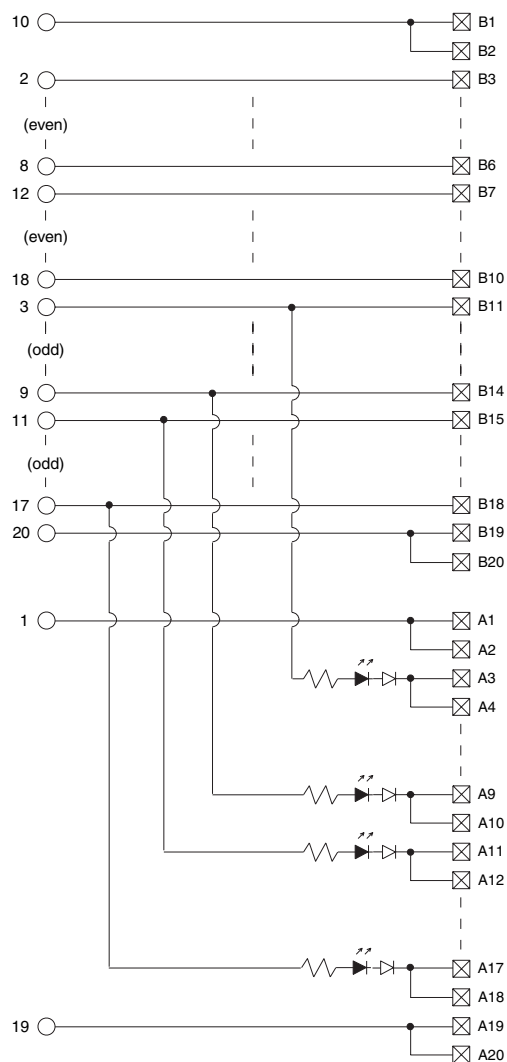 10 B1
B2
2 B3
(even)
8 B6
12 B7
(even)
18 B10
3 B11
(odd)
9 B14
11 B15
(odd)
17 B18
20 B19
B20
1 A1
A2
A3
A4
A9
A10
A11
A12
A17
A18
19 A19
A20